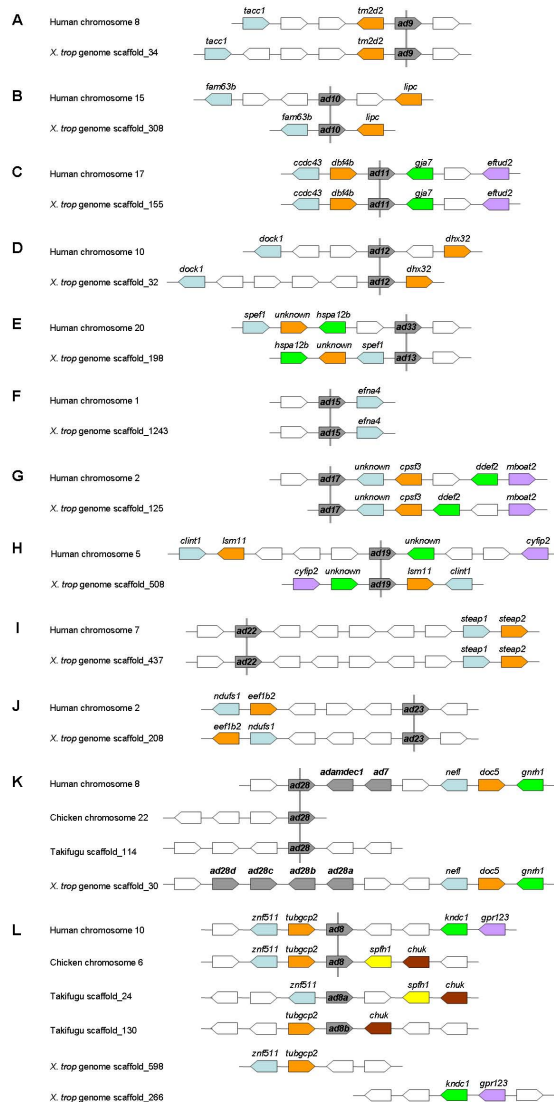 A
Human chromosome 8
tacc1 tm2d2 ad9
X. trop genome scaffold_34
tacc1 tm2d2 ad9
B
Human chromosome 15
fam63b ad10 lipc
X. trop genome scaffold_308
fam63b ad10 lipc
C
Human chromosome 17
ccdc43 dbf4b ad11 gja7 eftud2
X. trop genome scaffold_155
ccdc43 dbf4b ad11 gja7 eftud2
D
Human chromosome 10
dock1 ad12 dhx32
X. trop genome scaffold_32
dock1 ad12 dhx32
E
Human chromosome 20
spef1 unknown hspa12b ad33
X. trop genome scaffold_198
hspa12b unknown spef1 ad13
F
Human chromosome 1
ad15 efna4
X. trop genome scaffold_1243
ad15 efna4
G
Human chromosome 2
ad17 unknown cpsf3 ddef2 mboat2
X. trop genome scaffold_125
ad17 unknown cpsf3 ddef2 mboat2
H
Human chromosome 5
clint1 lsm11 ad19 unknown cyfip2
X. trop genome scaffold_508
cyfip2 unknown ad19 lsm11 clint1
I
Human chromosome 7
ad22 steap1 steap2
X. trop genome scaffold_437
ad22 steap1 steap2
J
Human chromosome 2
ndufs1 eef1b2 ad23
X. trop genome scaffold_208
eef1b2 ndufs1 ad23
K
Human chromosome 8
ad28 adamdec1 ad7 nefl doc5 gnrh1
Chicken chromosome 22
ad28
Takifugu scaffold_114
ad28
X. trop genome scaffold_30
ad28d ad28c ad28b ad28a nefl doc5 gnrh1
L
Human chromosome 10
znf511 tubgcp2 ad8 kndc1 gpr123
Chicken chromosome 6
znf511 tubgcp2 ad8 spfh1 chuk
Takifugu scaffold_24
znf511 ad8a spfh1 chuk
Takifugu scaffold_130
tubgcp2 ad8b chuk
X. trop genome scaffold_598
znf511 tubgcp2
X. trop genome scaffold_266
kndc1 gpr123